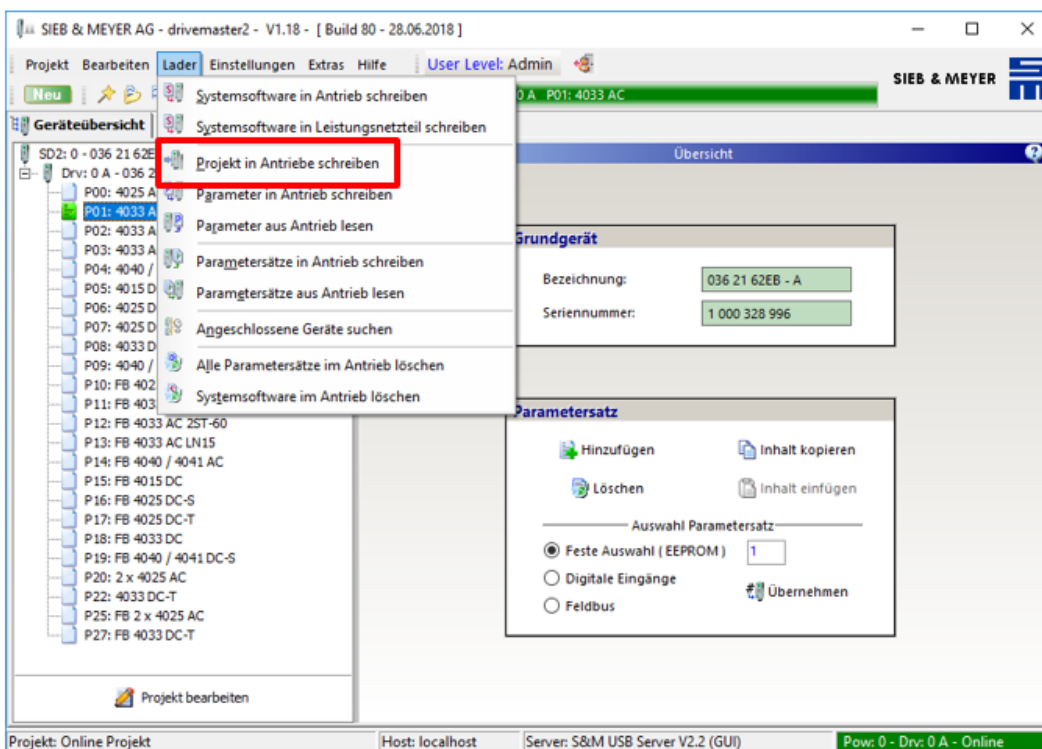 SIEB & MEYER AG - drivemaster2 - V1.18 - [ Build 80 - 28.06.2018 ]
Projekt Bearbeiten Lader Einstellungen Extras Hilfe User Level: Admin
SIEB & MEYER
Neu
0 A P01: 4033 AC
Geräteübersicht
Systemsoftware in Antrieb schreiben
Systemsoftware in Leistungsnetzteil schreiben
Projekt in Antriebe schreiben
Parameter in Antrieb schreiben
Parameter aus Antrieb lesen
Parametersätze in Antrieb schreiben
Parametersätze aus Antrieb lesen
Angeschlossene Geräte suchen
Alle Parametersätze im Antrieb löschen
Systemsoftware im Antrieb löschen
SD2: 0 - 036 21 62E
Drv: 0 A - 036 2
P00: 4025 A
P01: 4033 A
P02: 4033 A
P03: 4033 A
P04: 4040 /
P05: 4015 D
P06: 4025 D
P07: 4025 D
P08: 4033 D
P09: 4040 /
P10: FB 402
P11: FB 403
P12: FB 4033 AC 2ST-60
P13: FB 4033 AC LN15
P14: FB 4040 / 4041 AC
P15: FB 4015 DC
P16: FB 4025 DC-S
P17: FB 4025 DC-T
P18: FB 4033 DC
P19: FB 4040 / 4041 DC-S
P20: 2 x 4025 AC
P22: 4033 DC-T
P25: FB 2 x 4025 AC
P27: FB 4033 DC-T
Projekt bearbeiten
Übersicht
Grundgerät
Bezeichnung: 036 21 62EB - A
Seriennummer: 1 000 328 996
Parametersatz
Hinzufügen Inhalt kopieren
Löschen Inhalt einfügen
Auswahl Parametersatz
Feste Auswahl ( EEPROM ) 1
Digitale Eingänge
Übernehmen
Feldbus
Projekt: Online Projekt Host: localhost Server: S&M USB Server V2.2 (GUI) Pow: 0 - Drv: 0 A - Online